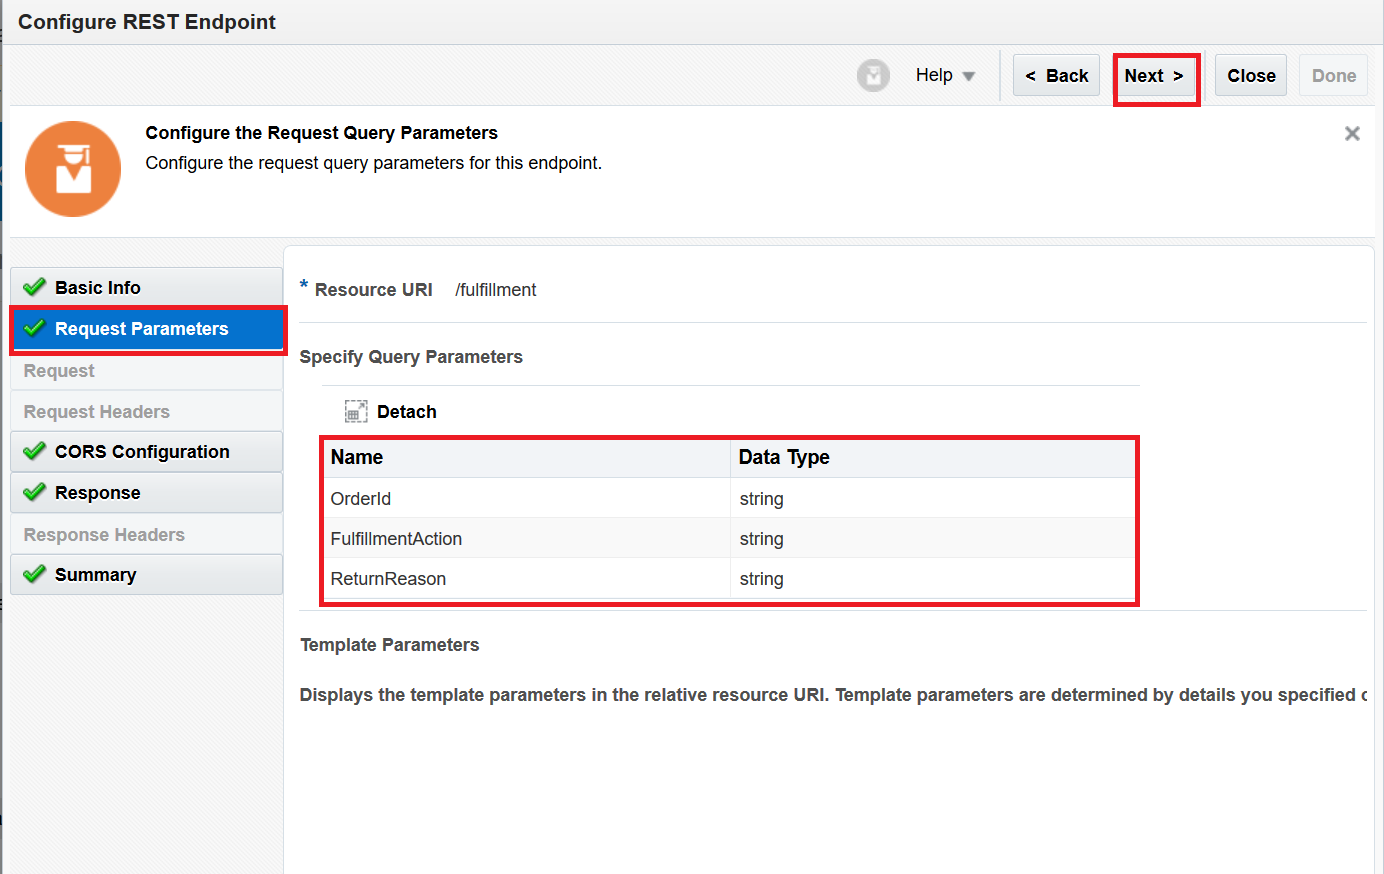 Configure REST Endpoint
Help
< Back
Next >
Close
Done
Configure the Request Query Parameters
Configure the request query parameters for this endpoint.
Basic Info
Request Parameters
Request
Request Headers
CORS Configuration
Response
Response Headers
Summary
* Resource URI /fulfillment
Specify Query Parameters
Detach
Name Data Type
OrderId string
FulfillmentAction string
ReturnReason string
Template Parameters
Displays the template parameters in the relative resource URI. Template parameters are determined by details you specified